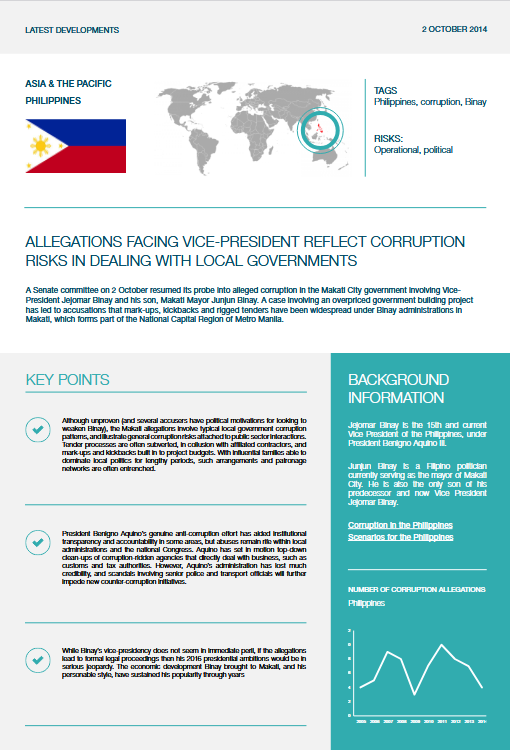 LATEST DEVELOPMENTS
2 OCTOBER 2014
ASIA & THE PACIFIC
PHILIPPINES
TAGS
Philippines, corruption, Binay
RISKS:
Operational, political
ALLEGATIONS FACING VICE-PRESIDENT REFLECT CORRUPTION
RISKS IN DEALING WITH LOCAL GOVERNMENTS
A Senate committee on 2 October resumed its probe into alleged corruption in the Makati City government involving Vice-
President Jejomar Binay and his son, Makati Mayor Junjun Binay. A case involving an overpriced government building project
has led to accusations that mark-ups, kickbacks and rigged tenders have been widespread under Binay administrations in
Makati, which forms part of the National Capital Region of Metro Manila.
KEY POINTS
Although unproven (and several accusers have political motivations for looking to
weaken Binay), the Makati allegations involve typical local government corruption
patterns, and illustrate general corruption risks attached to public sector interactions.
Tender processes are often subverted, in collusion with affiliated contractors, and
mark-ups and kickbacks built in to project budgets. With influential families able to
dominate local politics for lengthy periods, such arrangements and patronage
networks are often entrenched.
President Benigno Aquino's genuine anti-corruption effort has aided institutional
transparency and accountability in some areas, but abuses remain rife within local
administrations and the national Congress. Aquino has set in motion top-down
clean-ups of corruption-ridden agencies that directly deal with business, such as
customs and tax authorities. However, Aquino's administration has lost much
credibility, and scandals involving senior police and transport officials will further
impede new counter-corruption initiatives.
While Binay's vice-presidency does not seem in immediate peril, if the allegations
lead to formal legal proceedings then his 2016 presidential ambitions would be in
serious jeopardy. The economic development Binay brought to Makati, and his
personable style, have sustained his popularity through years
BACKGROUND
INFORMATION
Jejomar Binay is the 15th and current
Vice President of the Philippines, under
President Benigno Aquino III.
Junjun Binay is a Filipino politician
currently serving as the mayor of Makati
City. He is also the only son of his
predecessor and now Vice President
Jejomar Binay.
Corruption in the Philippines
Scenarios for the Philippines
NUMBER OF CORRUPTION ALLEGATIONS
Philippines
2005 2006 2007 2008 2009 2010 2011 2012 2013